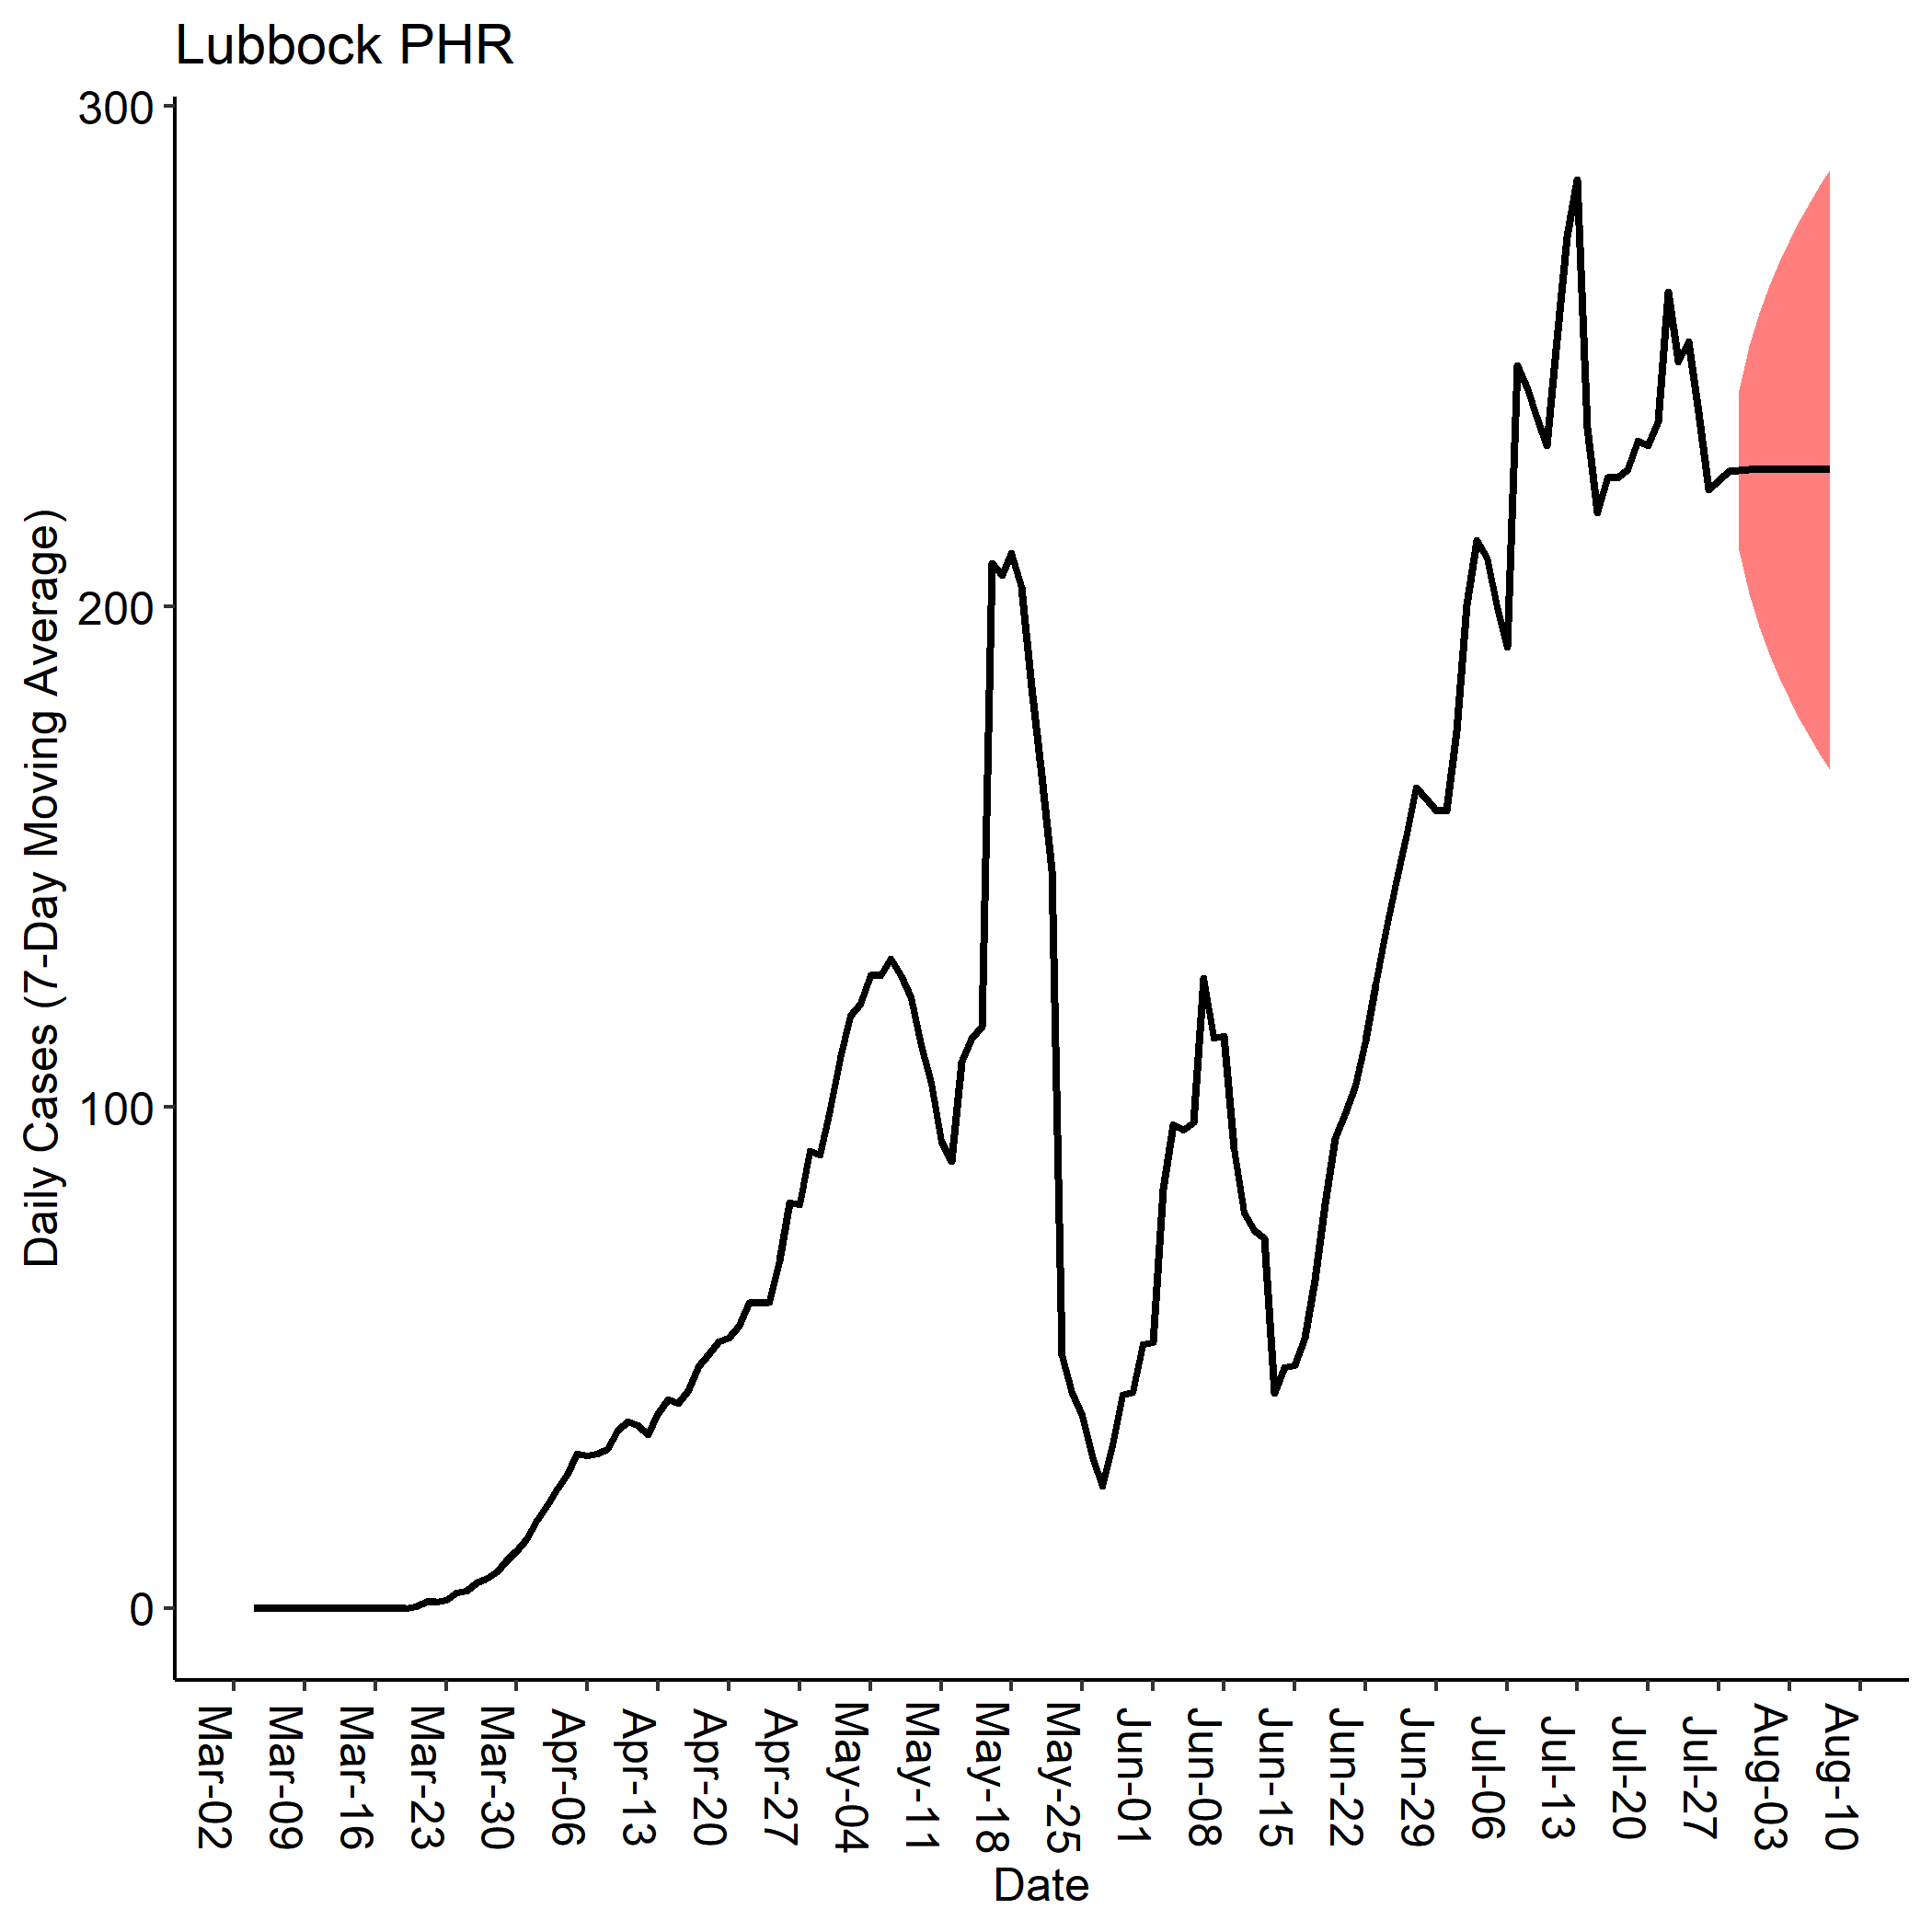 Lubbock PHR
300
200
100
0
Daily Cases (7-Day Moving Average)
Mar-02
Mar-09
Mar-16
Mar-23
Mar-30
Apr-06
Apr-13
Apr-20
Apr-27
May-04
May-11
May-18
May-25
Jun-01
Jun-08
Jun-15
Jun-22
Jun-29
Jul-06
Jul-13
Jul-20
Jul-27
Aug-03
Aug-10
Date